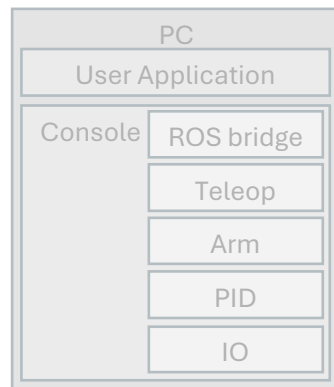 PC
User Application
Console
ROS bridge
Teleop
Arm
PID
IO